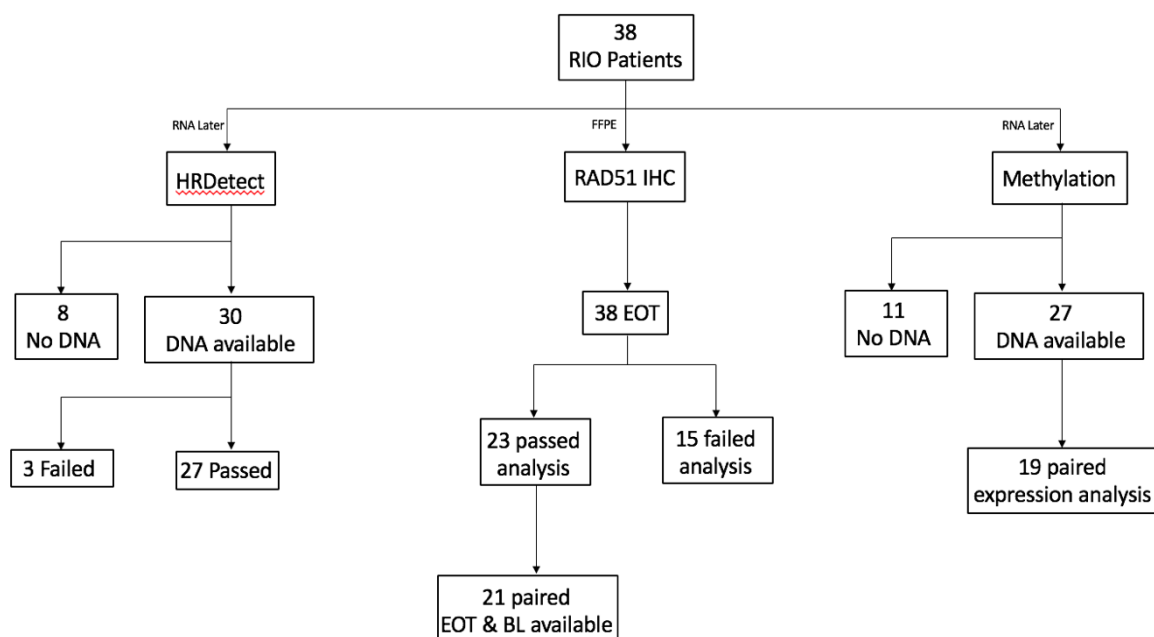 38
RIO Patients
RNA Later
FFPE
RNA Later
HRDetect
RAD51 IHC
Methylation
8
No DNA
30
DNA available
38 EOT
11
No DNA
27
DNA available
3 Failed
27 Passed
23 passed
analysis
15 failed
analysis
19 paired
expression analysis
21 paired
EOT & BL available